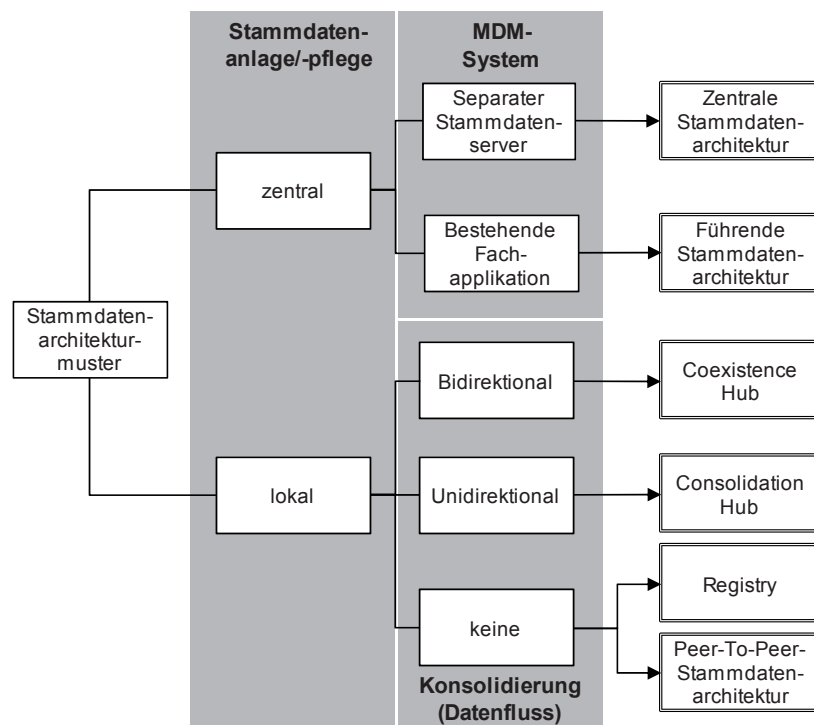 Stammdaten-
anlage/-pflege
MDM-
System
Separater
Stammdaten-
server
Zentrale
Stammdaten-
architektur
zentral
Bestehende
Fach-
applikation
Führende
Stammdaten-
architektur
Stammdaten-
architektur-
muster
Bidirektional
Coexistence
Hub
lokal
Unidirektional
Consolidation
Hub
keine
Registry
Peer-To-Peer-
Stammdaten-
architektur
Konsolidierung
(Datenfluss)